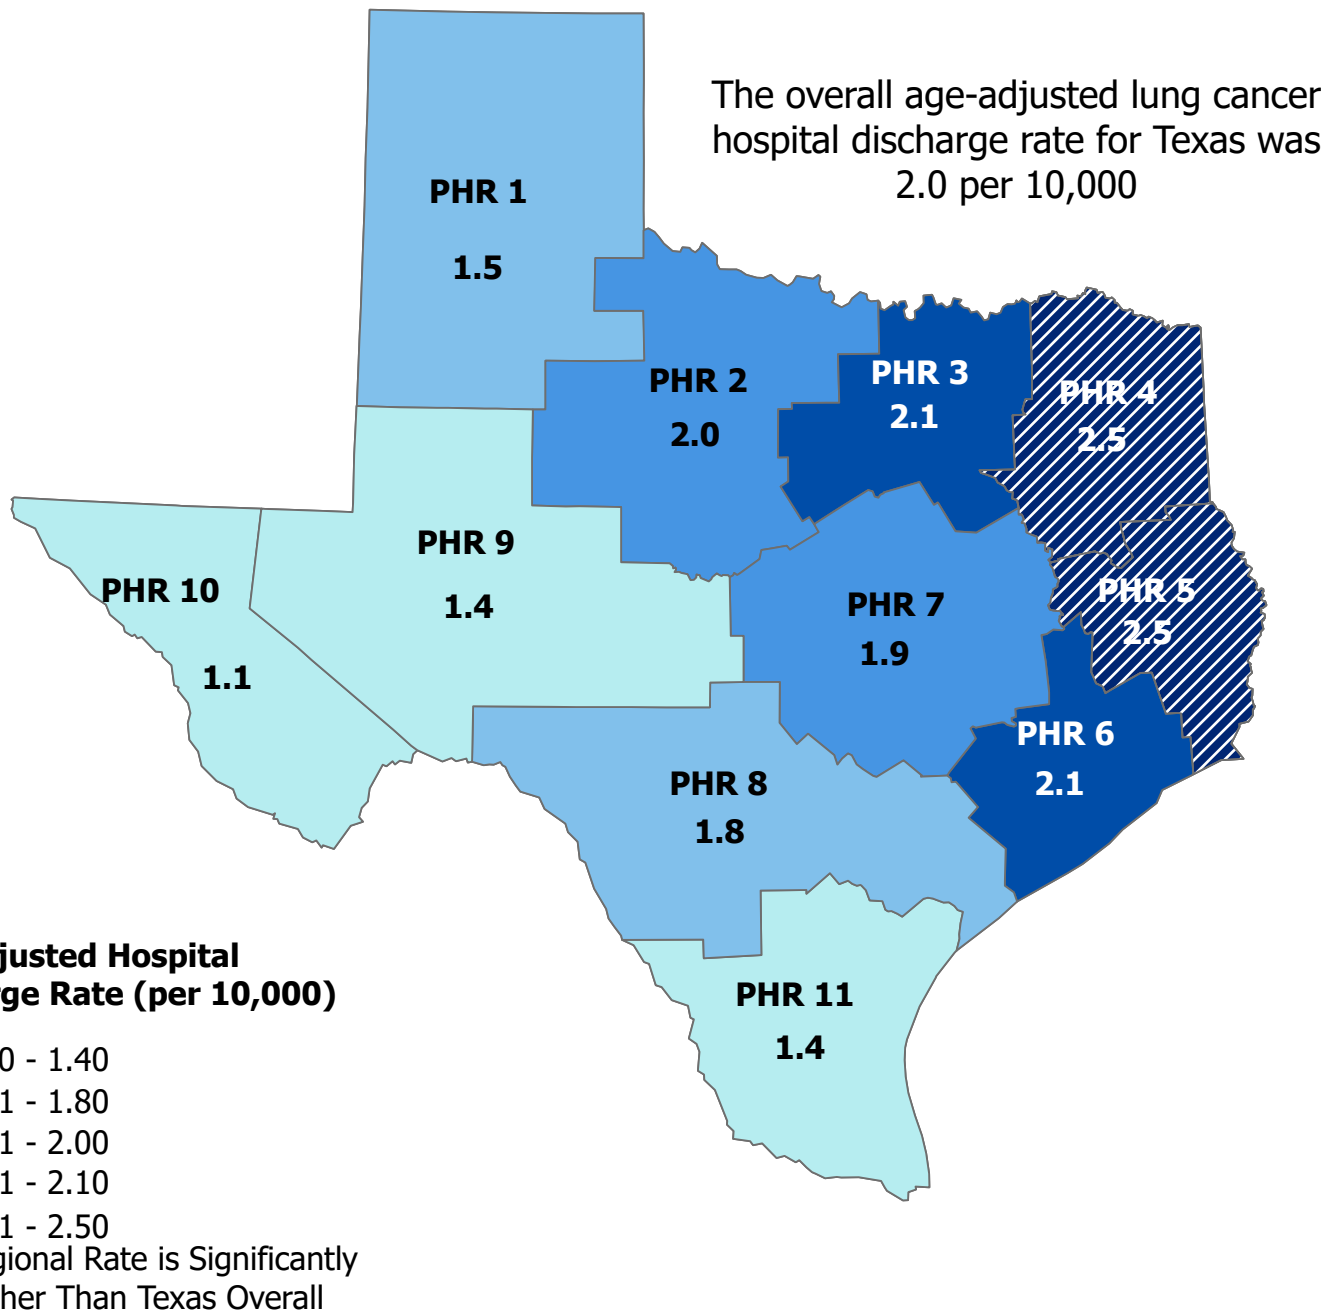 The overall age-adjusted lung cancer
hospital discharge rate for Texas was
2.0 per 10,000
PHR 1
1.5
PHR 2
2.0
PHR 3
2.1
PHR 4
2.5
PHR 9
1.4
PHR 10
1.1
PHR 7
1.9
PHR 5
2.5
PHR 6
2.1
PHR 8
1.8
PHR 11
1.4
justed Hospital
rge Rate (per 10,000)
0 - 1.40
1 - 1.80
1 - 2.00
1 - 2.10
1 - 2.50
gional Rate is Significantly
her Than Texas Overall